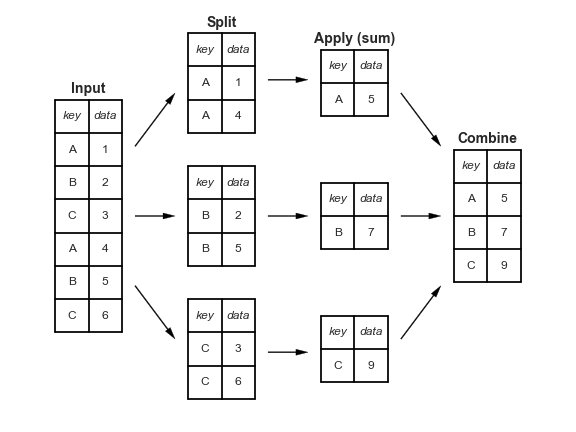 Split
key data
A 1
A 4
Apply (sum)
key data
A 5
Input
key data
A 1
B 2
C 3
A 4
B 5
C 6
key data
B 2
B 5
key data
B 7
Combine
key data
A 5
B 7
C 9
key data
C 3
C 6
key data
C 9